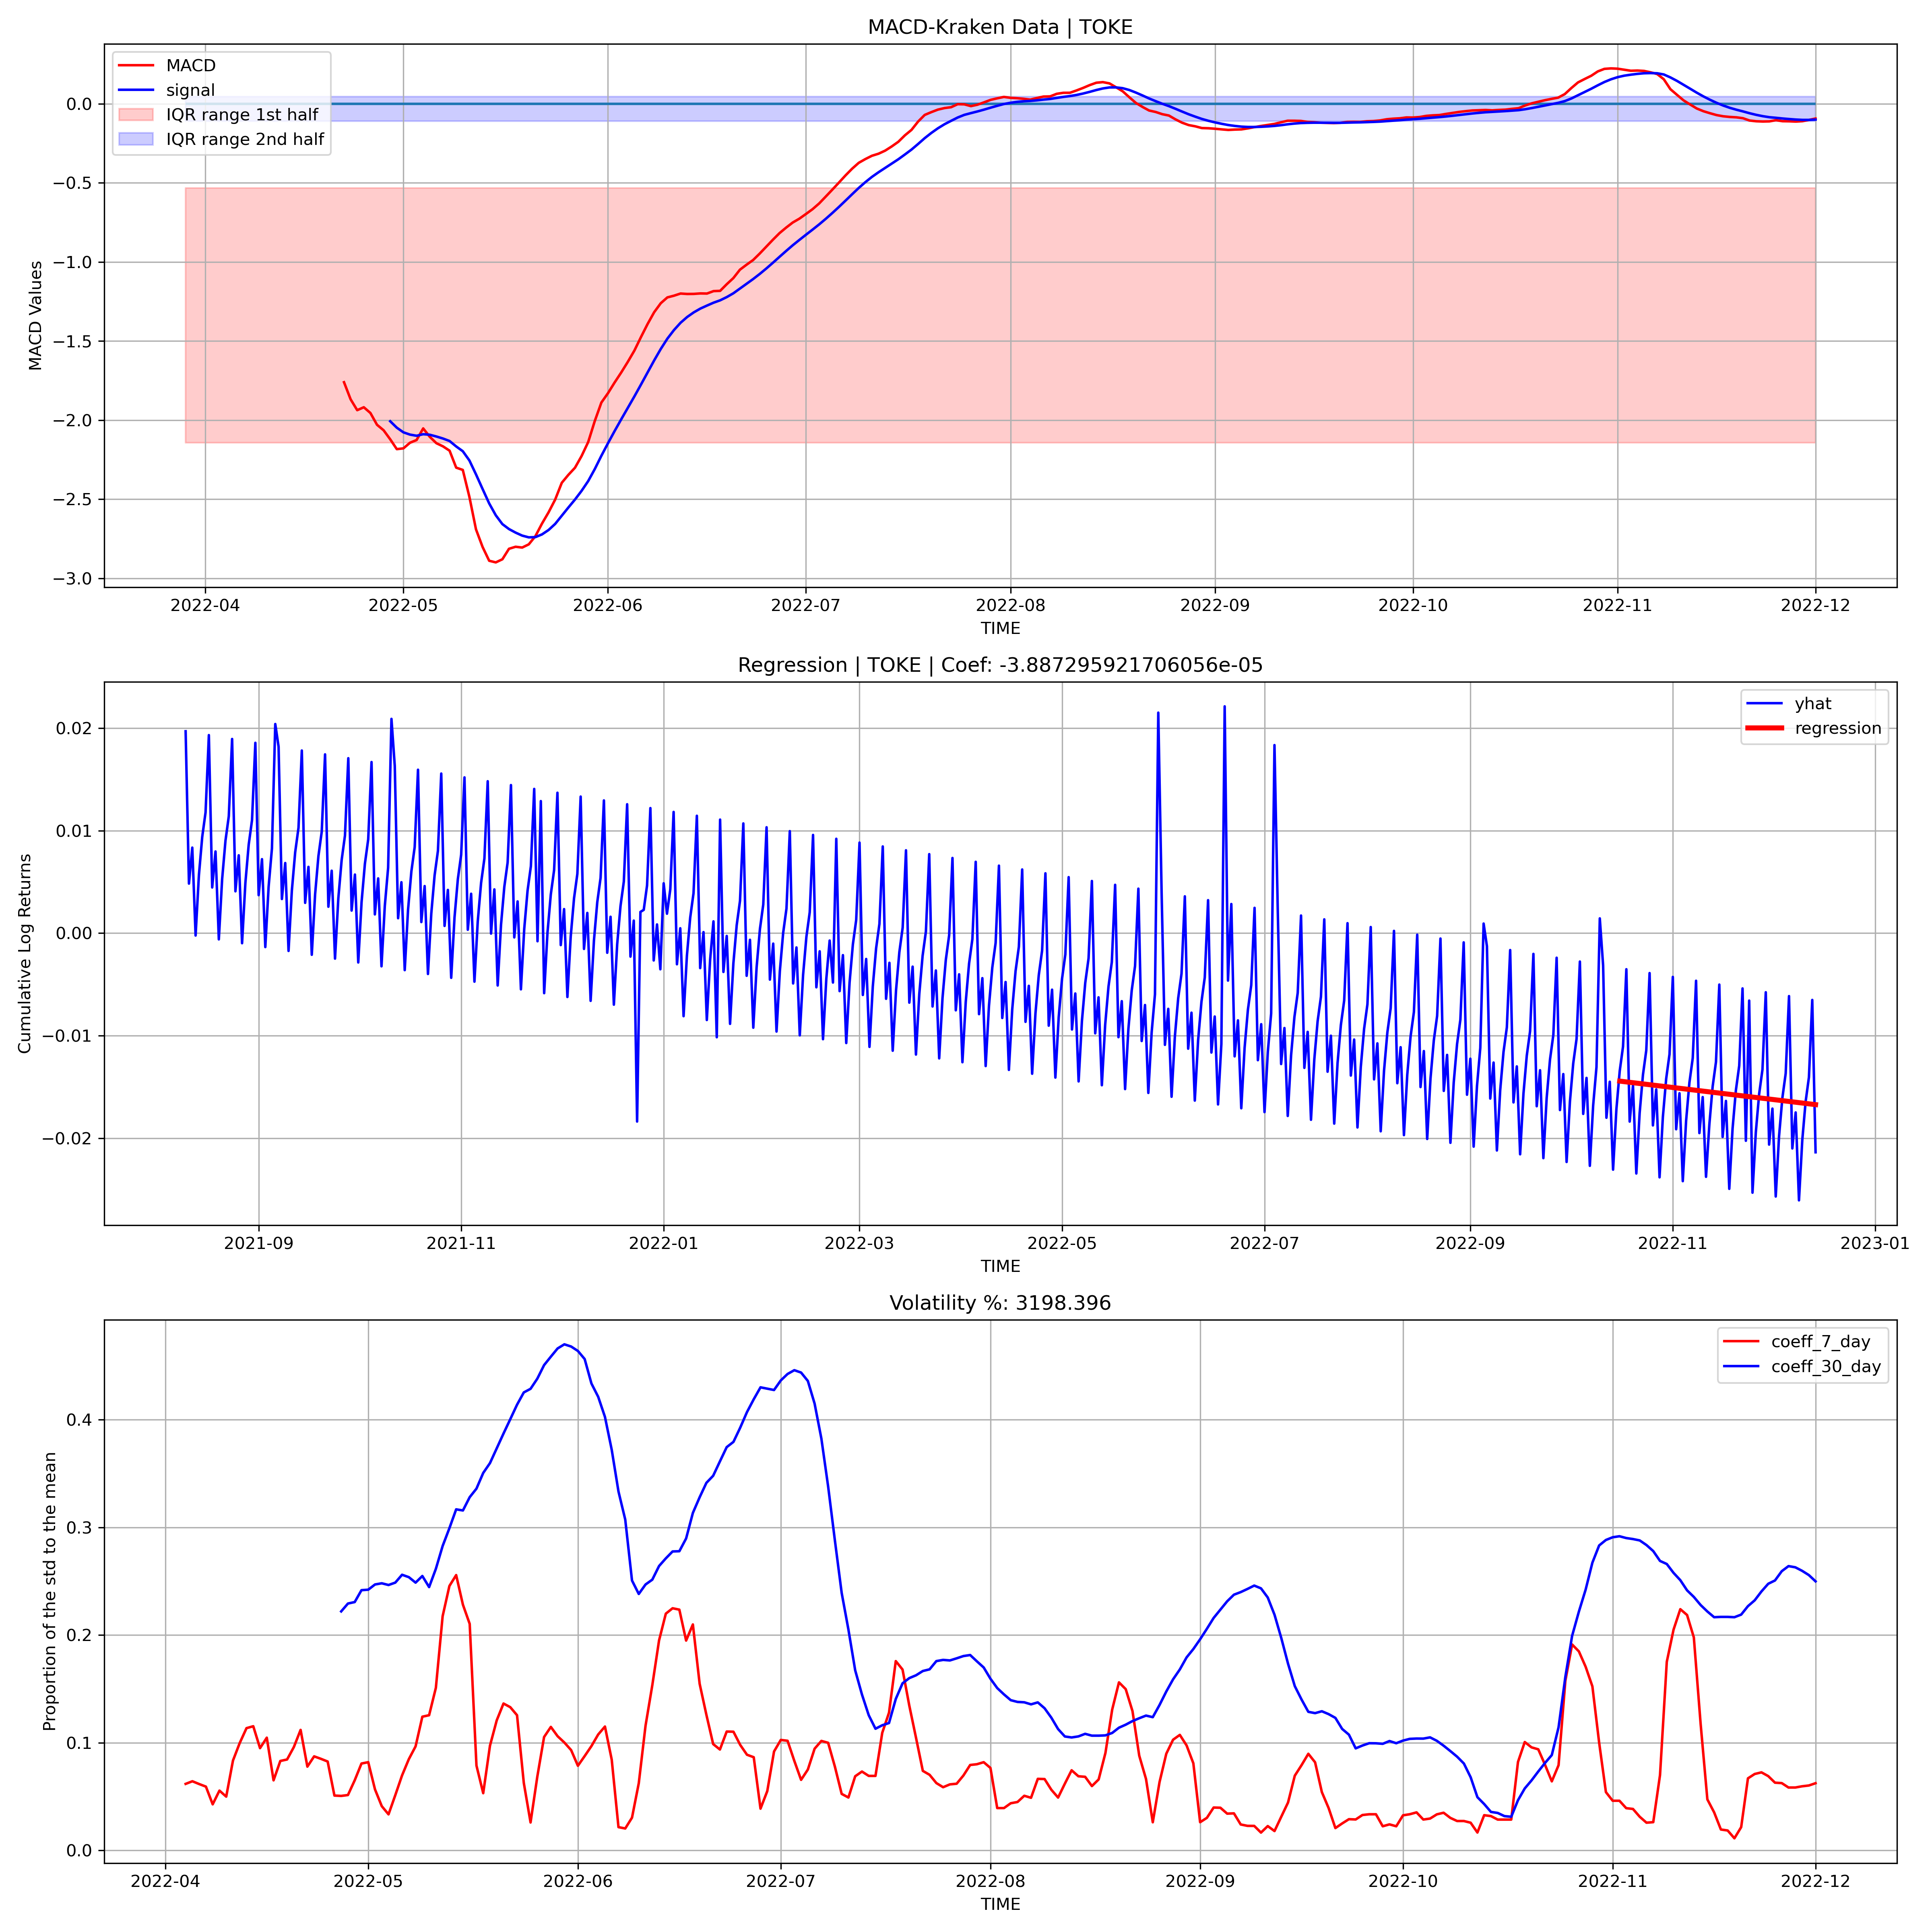 MACD-Kraken Data | TOKE
MACD
signal
IQR range 1st half
IQR range 2nd half
0.0
−0.5
−1.0
−1.5
−2.0
−2.5
−3.0
MACD Values
2022-04 2022-05 2022-06 2022-07 2022-08 2022-09 2022-10 2022-11 2022-12
TIME
Regression | TOKE | Coef: -3.887295921706056e-05
yhat
regression
0.02
0.01
0.00
−0.01
−0.02
Cumulative Log Returns
2021-09 2021-11 2022-01 2022-03 2022-05 2022-07 2022-09 2022-11 2023-01
TIME
Volatility %: 3198.396
coeff_7_day
coeff_30_day
0.4
0.3
0.2
0.1
0.0
Proportion of the std to the mean
2022-04 2022-05 2022-06 2022-07 2022-08 2022-09 2022-10 2022-11 2022-12
TIME